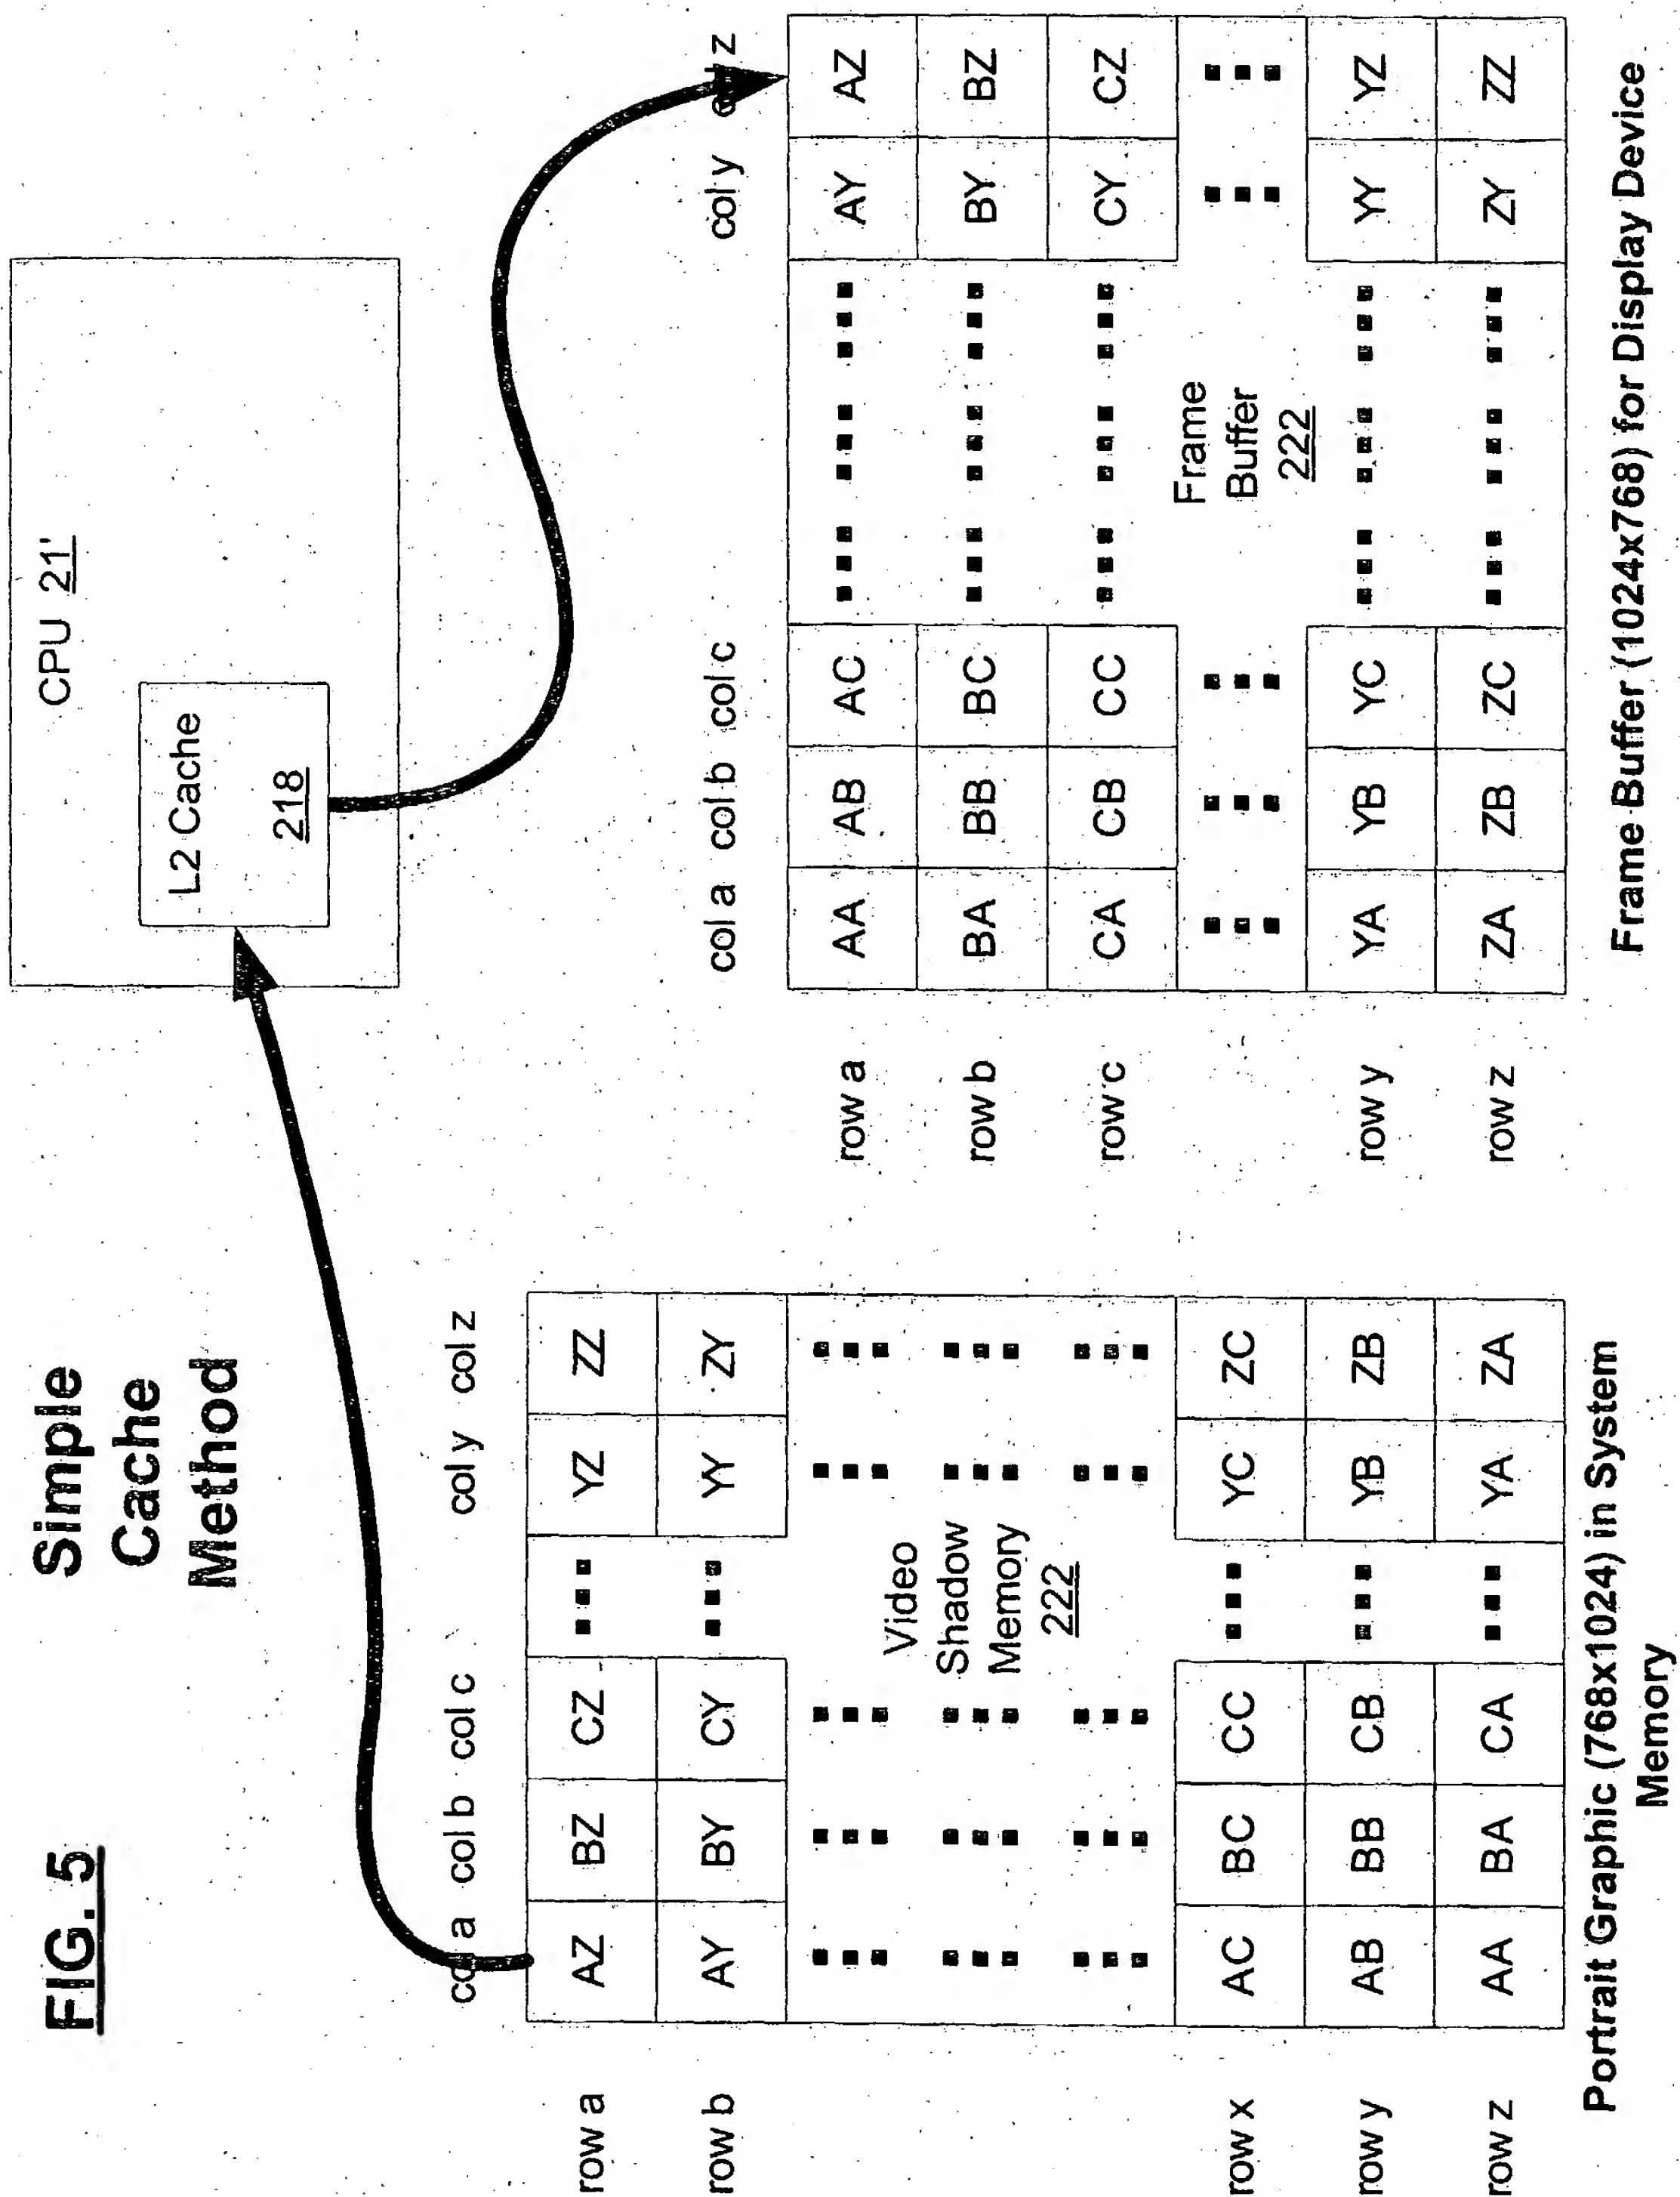 FIG. 5
Simple
Cache
Method
CPU 21'
L2 Cache
218
col a col b col c col y col z
row a AZ BZ CZ ... YZ ZZ
row b AY BY CY ... YY ZY
Video
Shadow
Memory
222
row x AC BC CC ... YC ZC
row y AB BB CB ... YB ZB
row z AA BA CA ... YA ZA
Portrait Graphic (768x1024) in System
Memory
col a col b col c col y col z
row a AA AB AC ... ... ... AY AZ
row b BA BB BC ... ... ... BY BZ
row c CA CB CC ... ... ... CY CZ
Frame
Buffer
222
row y YA YB YC ... ... ... YY YZ
row z ZA ZB ZC ... ... ... ZY ZZ
Frame Buffer (1024x768) for Display Device